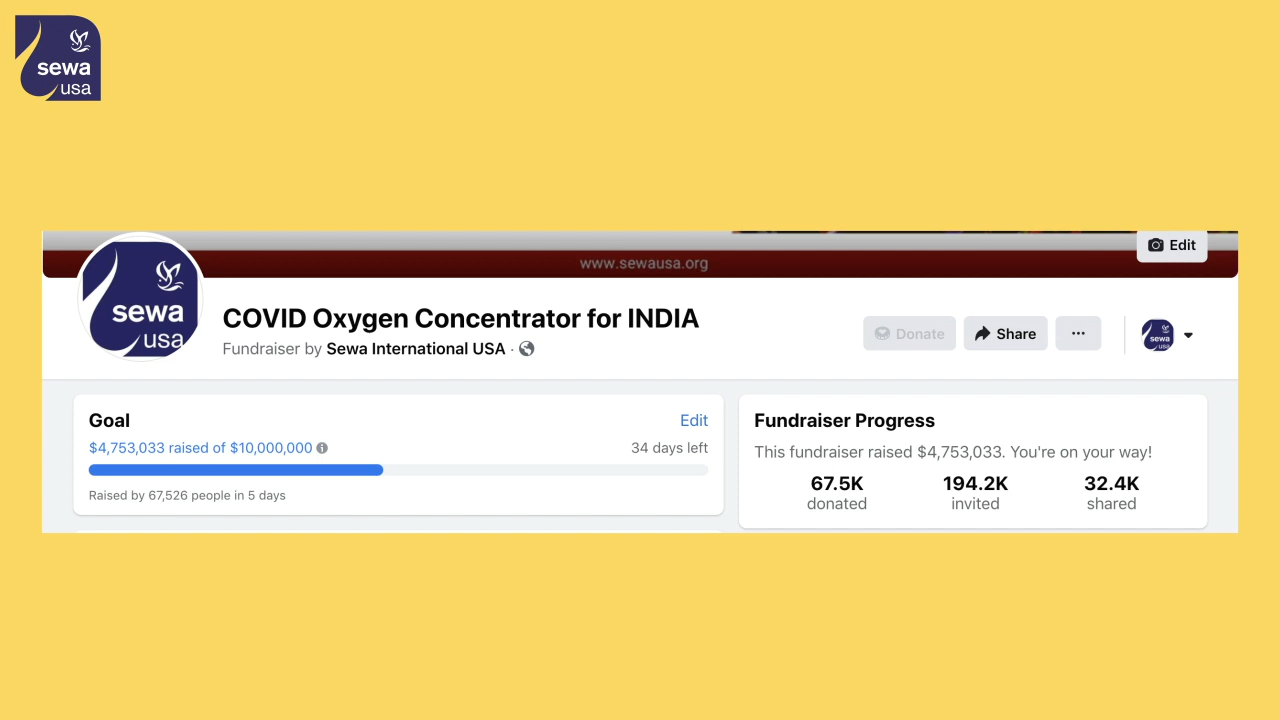 sewa
usa
www.sewausa.org
Edit
sewa
usa
COVID Oxygen Concentrator for INDIA
Fundraiser by Sewa International USA ·
Donate
Share
sewa
usa
Goal
Edit
$4,753,033 raised of $10,000,000
34 days left
Raised by 67,526 people in 5 days
Fundraiser Progress
This fundraiser raised $4,753,033. You're on your way!
67.5K 194.2K 32.4K
donated invited shared